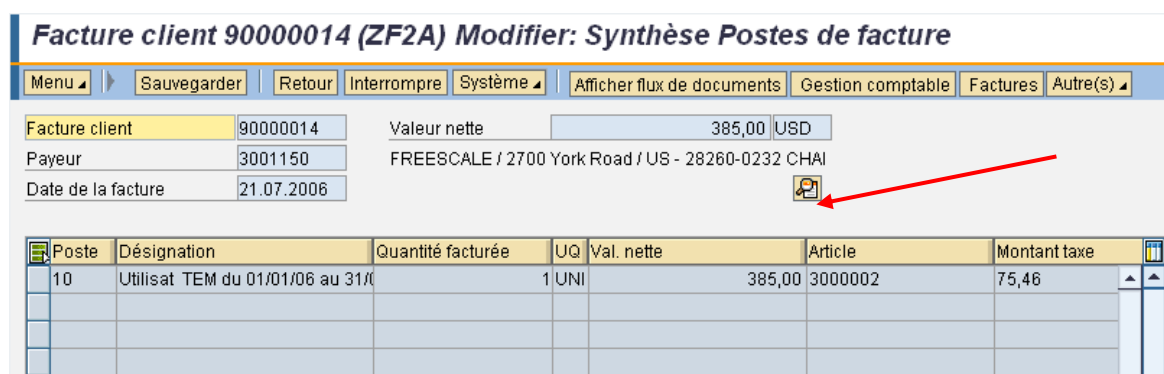 Facture client 90000014 (ZF2A) Modifier: Synthèse Postes de facture
Menu Sauvegarder Retour Interrompre Système Afficher flux de documents Gestion comptable Factures Autre(s)
Facture client 90000014 Valeur nette 385,00 USD
Payeur 3001150 FREESCALE / 2700 York Road / US - 28260-0232 CHAI
Date de la facture 21.07.2006
Poste Désignation Quantité facturée UQ Val. nette Article Montant taxe
10 Utilisat TEM du 01/01/06 au 31/0 1 UNI 385,00 3000002 75,46